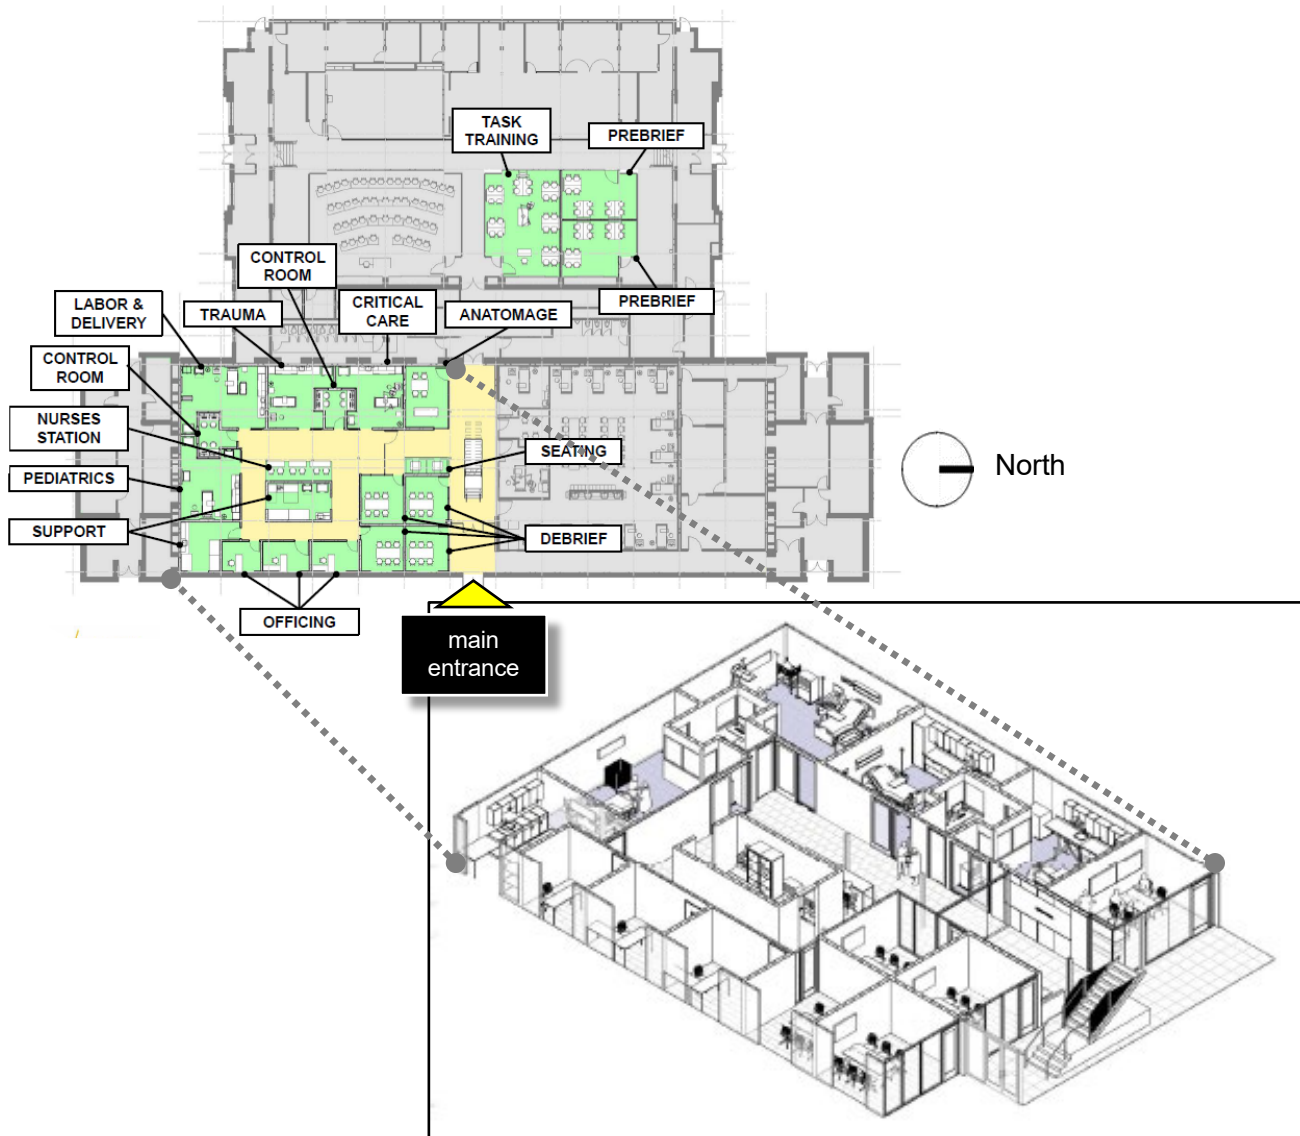 TASK
TRAINING
PREBRIEF
CONTROL
ROOM
PREBRIEF
LABOR &
DELIVERY
TRAUMA
CRITICAL
CARE
ANATOMAGE
CONTROL
ROOM
NURSES
STATION
SEATING
North
PEDIATRICS
SUPPORT
DEBRIEF
OFFICING
main
entrance